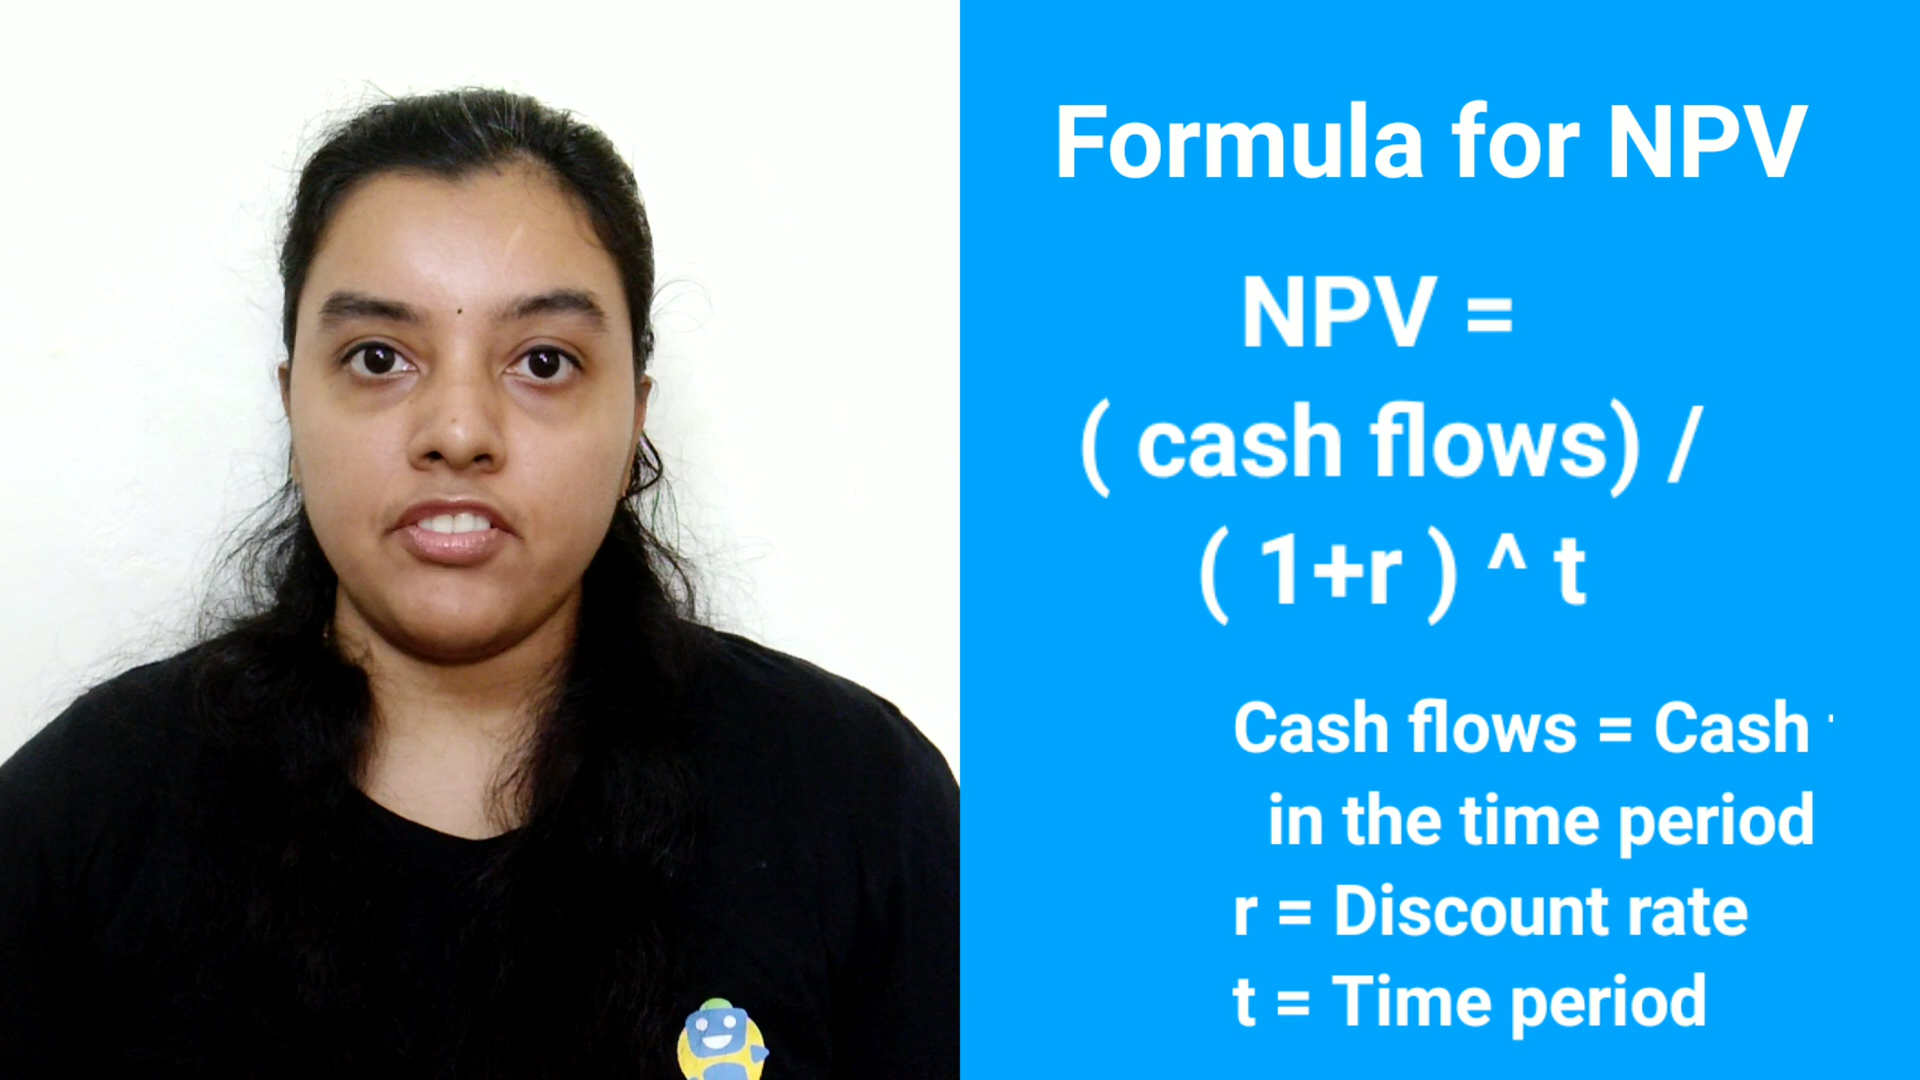 Formula for NPV
NPV =
( cash flows) /
( 1+r ) ^ t
Cash flows = Cash
in the time period
r = Discount rate
t = Time period